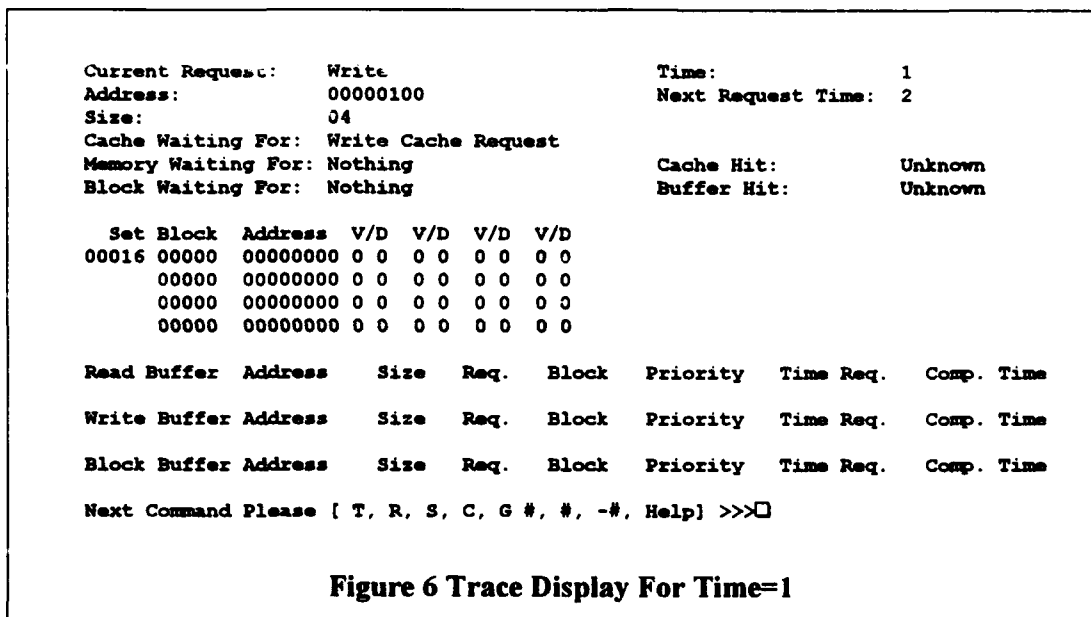 Current Request: Write Time: 1
Address: 00000100 Next Request Time: 2
Size: 04
Cache Waiting For: Write Cache Request
Memory Waiting For: Nothing Cache Hit: Unknown
Block Waiting For: Nothing Buffer Hit: Unknown
Set Block Address V/D V/D V/D V/D
00016 00000 00000000 0 0 0 0 0 0 0 0
00000 00000000 0 0 0 0 0 0 0 0
00000 00000000 0 0 0 0 0 0 0 0
00000 00000000 0 0 0 0 0 0 0 0
Read Buffer Address Size Req. Block Priority Time Req. Comp. Time
Write Buffer Address Size Req. Block Priority Time Req. Comp. Time
Block Buffer Address Size Req. Block Priority Time Req. Comp. Time
Next Command Please [ T, R, S, C, G #, #, -#, Help] >>>
Figure 6 Trace Display For Time=1